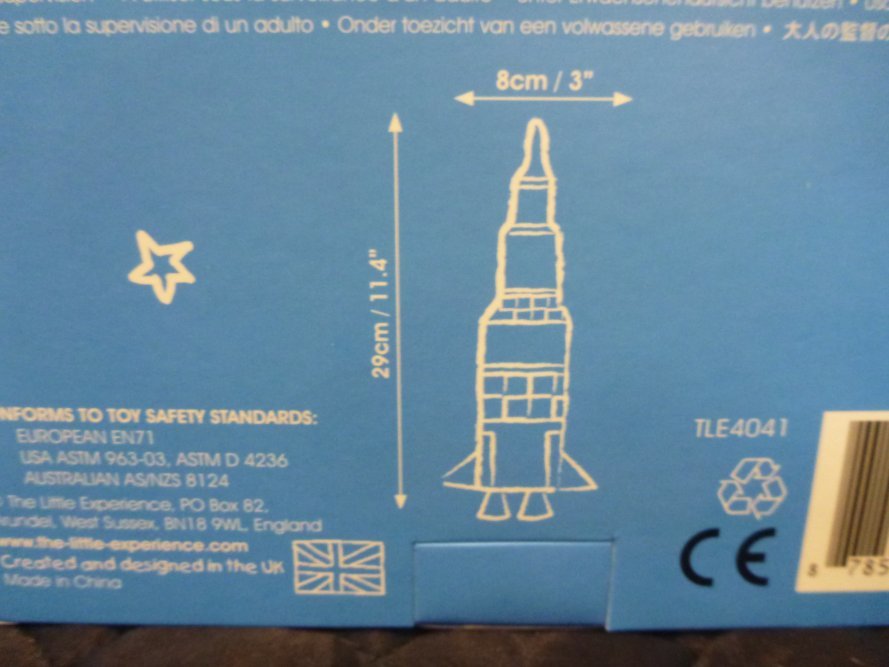 e sotto la supervisione di un adulto • Onder toezicht van een volwassene gebruiken • 大人の監督の
8cm / 3"
29cm / 11.4"
NFORMS TO TOY SAFETY STANDARDS:
EUROPEAN EN71
USA ASTM 963-03, ASTM D 4236
AUSTRALIAN AS/NZS 8124
The Little Experience, PO Box 82,
rundel, West Sussex, BN18 9WL, England
www.the-little-experience.com
Created and designed in the UK
Made in China
TLE4041
CE
8 785